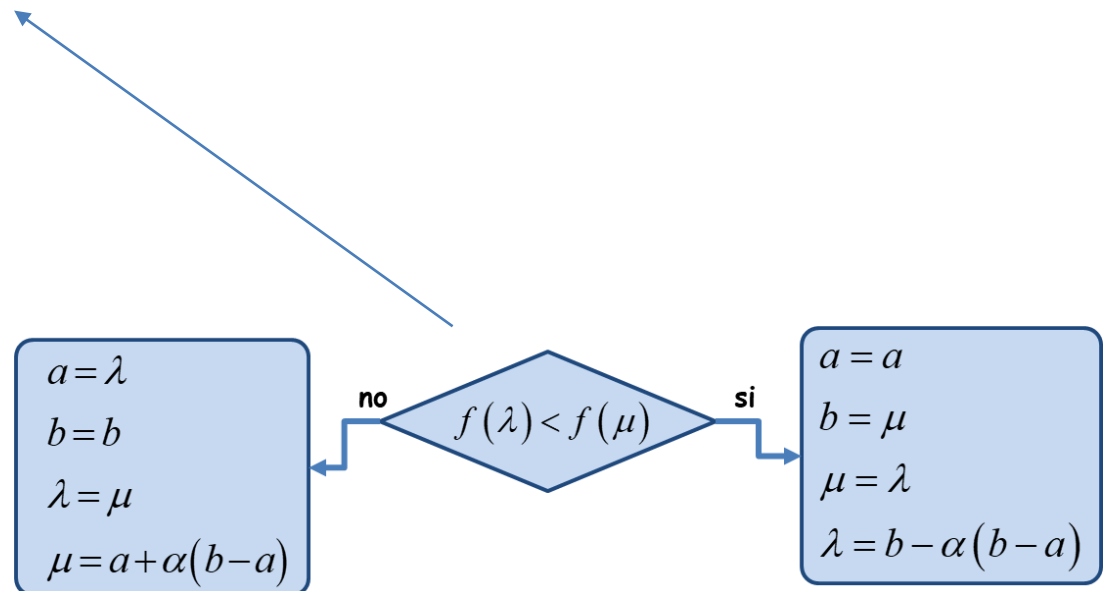 a = λ
b = b
λ = μ
μ = a + α(b − a)
no
f(λ) < f(μ)
si
a = a
b = μ
μ = λ
λ = b − α(b − a)